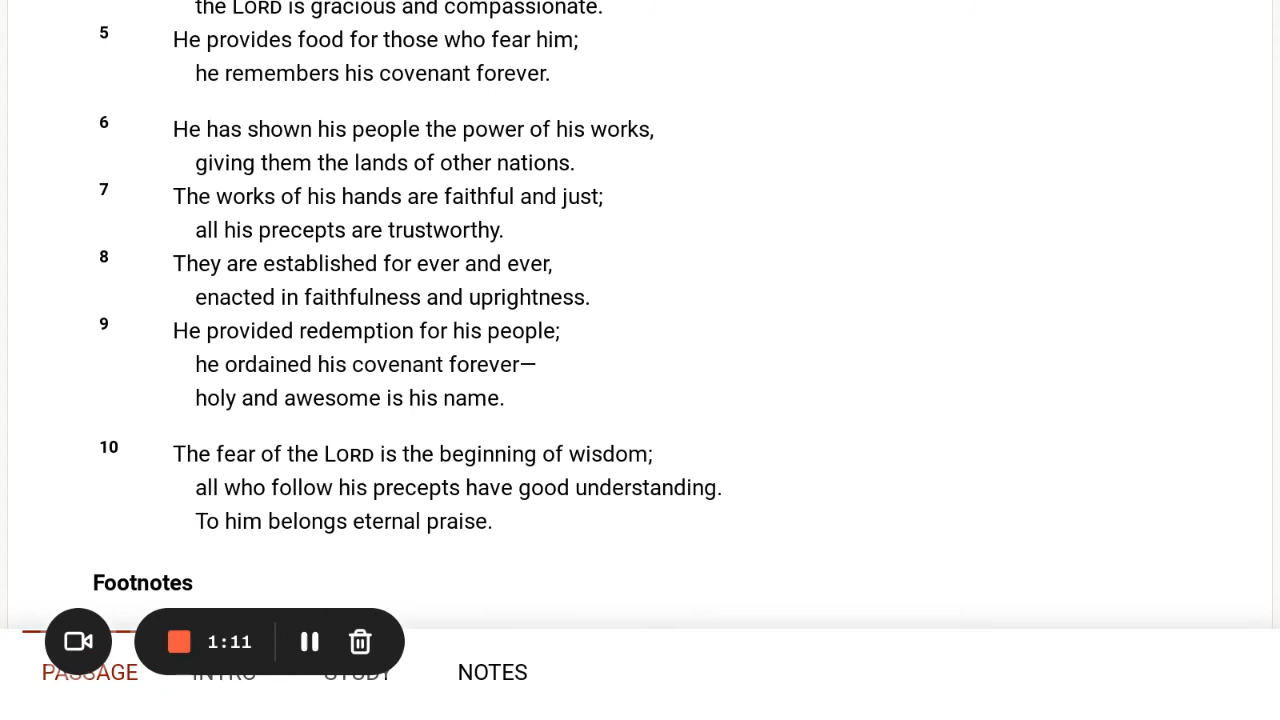 the LORD is gracious and compassionate.
5 He provides food for those who fear him;
he remembers his covenant forever.
6 He has shown his people the power of his works,
giving them the lands of other nations.
7 The works of his hands are faithful and just;
all his precepts are trustworthy.
8 They are established for ever and ever,
enacted in faithfulness and uprightness.
9 He provided redemption for his people;
he ordained his covenant forever—
holy and awesome is his name.
10 The fear of the LORD is the beginning of wisdom;
all who follow his precepts have good understanding.
To him belongs eternal praise.
Footnotes
1:11
PASSAGE INTRO STUDY NOTES